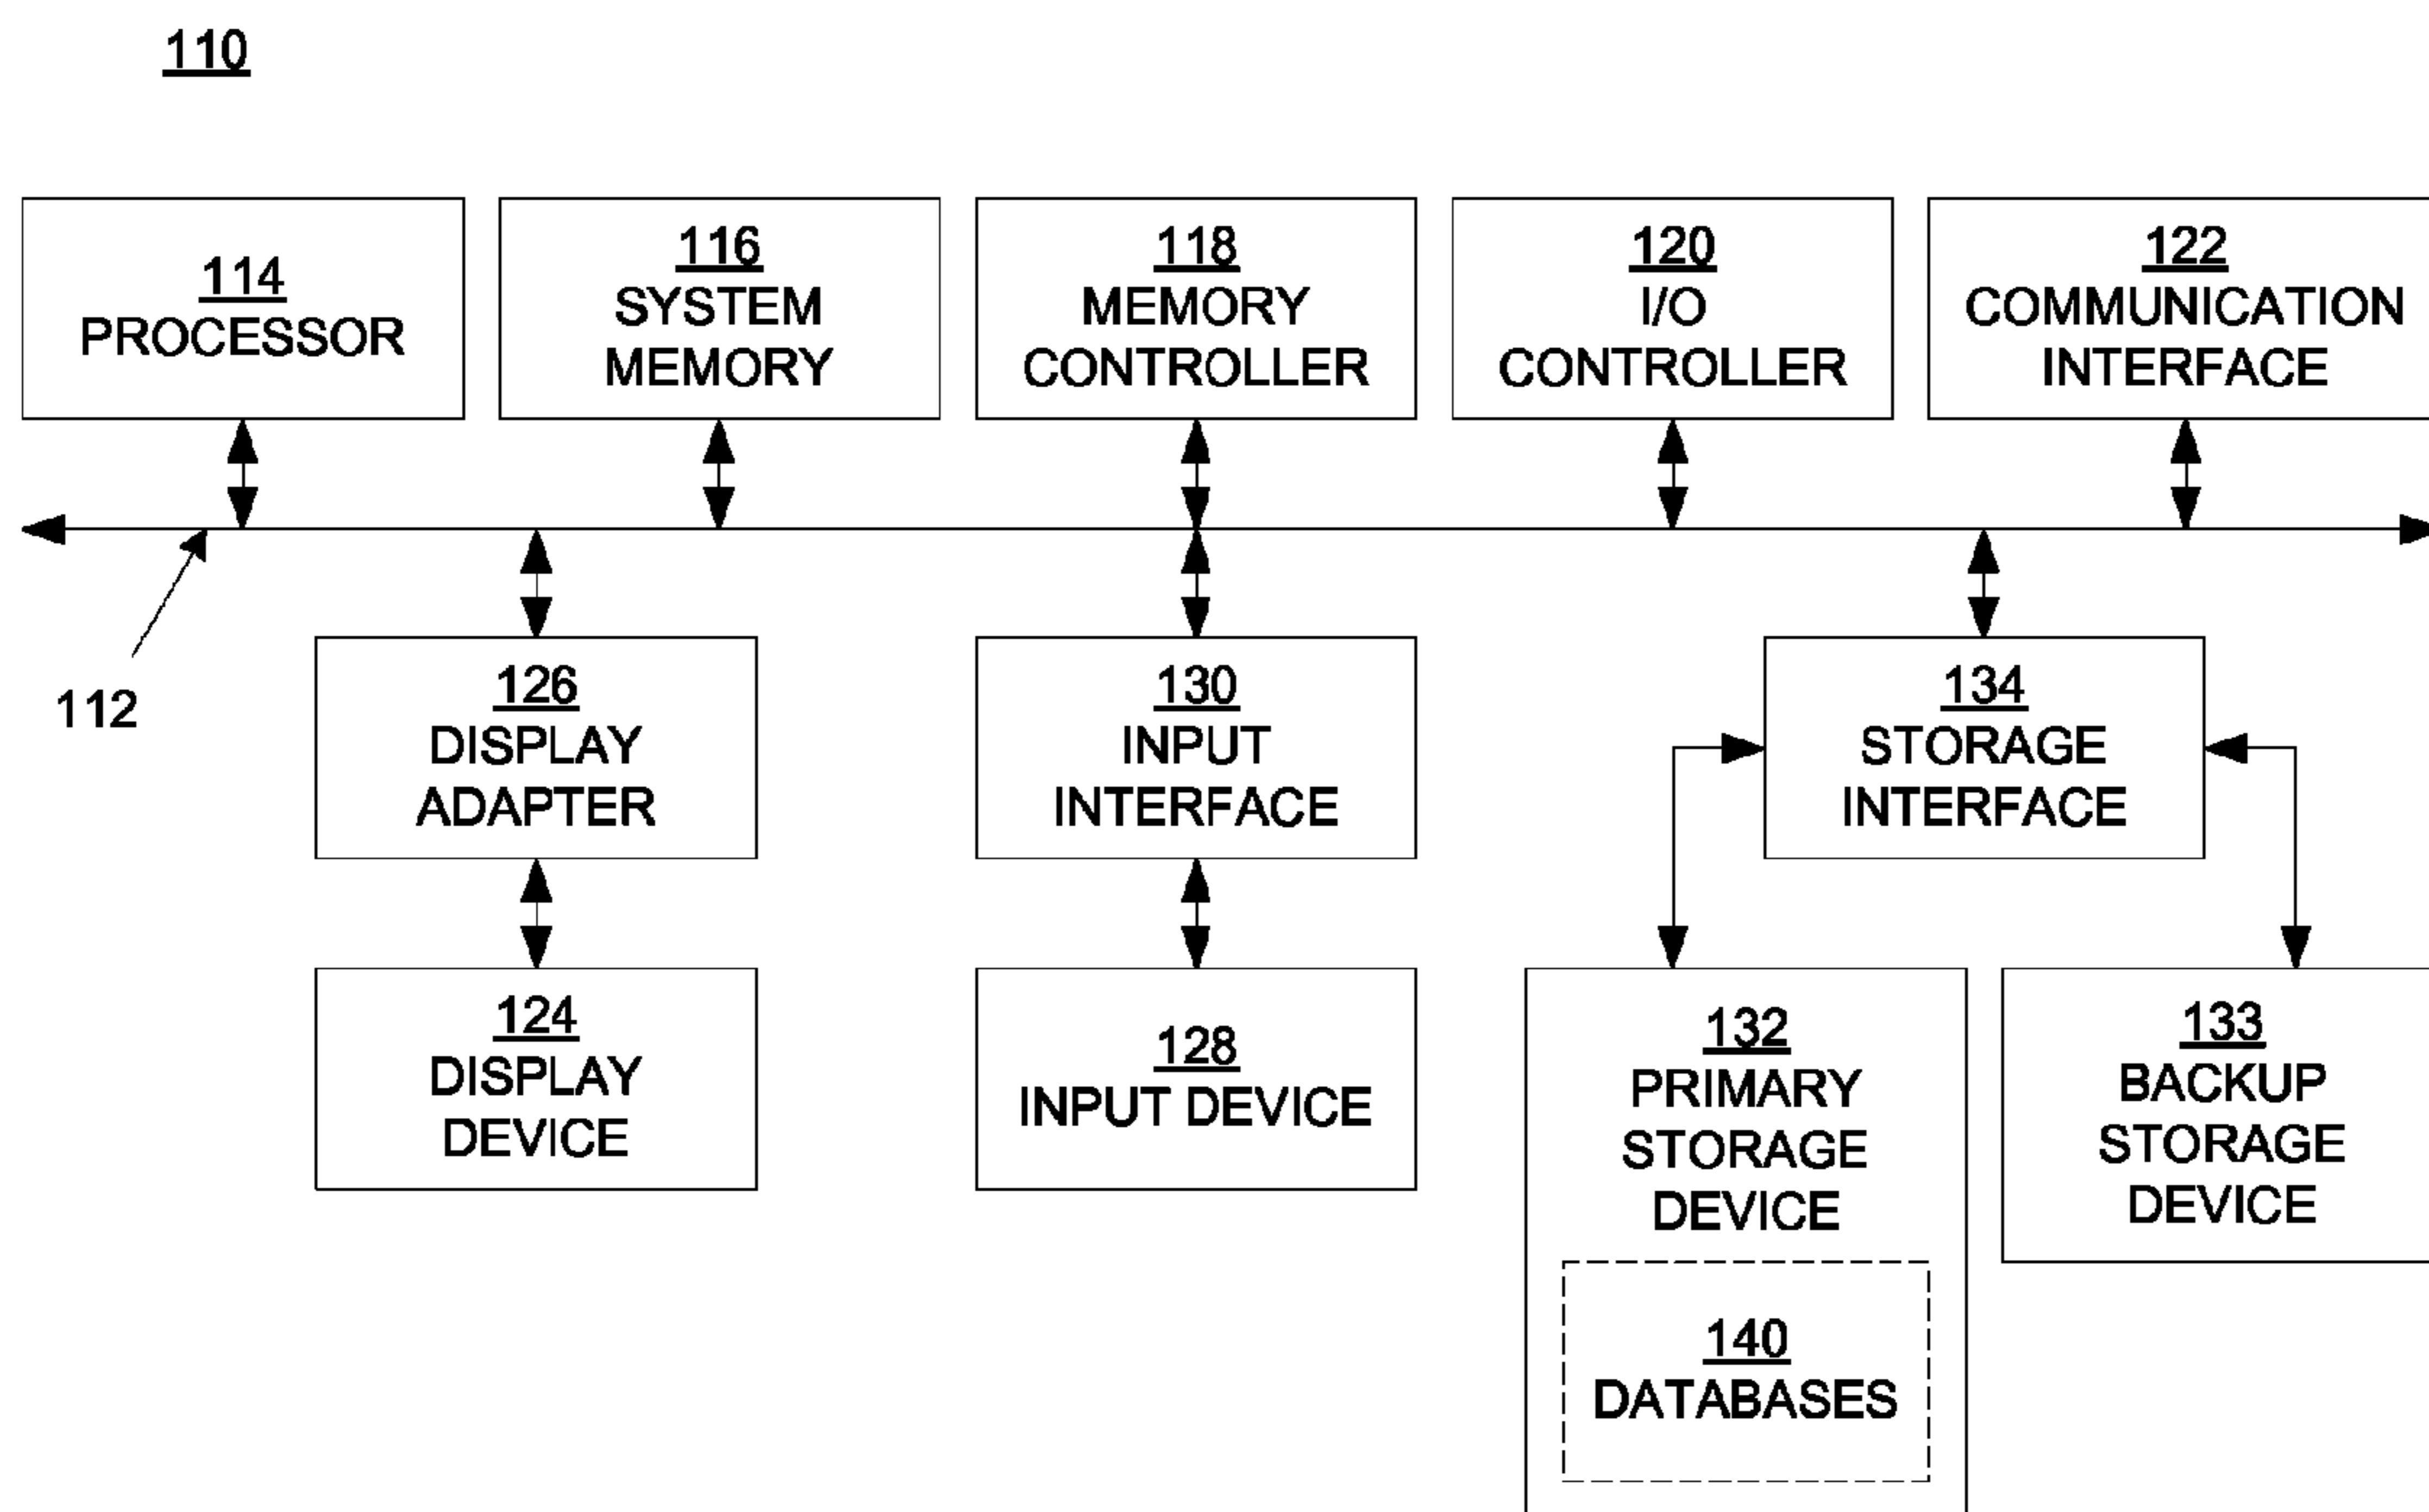 110
114
PROCESSOR
116
SYSTEM
MEMORY
118
MEMORY
CONTROLLER
120
I/O
CONTROLLER
122
COMMUNICATION
INTERFACE
112
126
DISPLAY
ADAPTER
130
INPUT
INTERFACE
134
STORAGE
INTERFACE
124
DISPLAY
DEVICE
128
INPUT DEVICE
132
PRIMARY
STORAGE
DEVICE
133
BACKUP
STORAGE
DEVICE
140
DATABASES